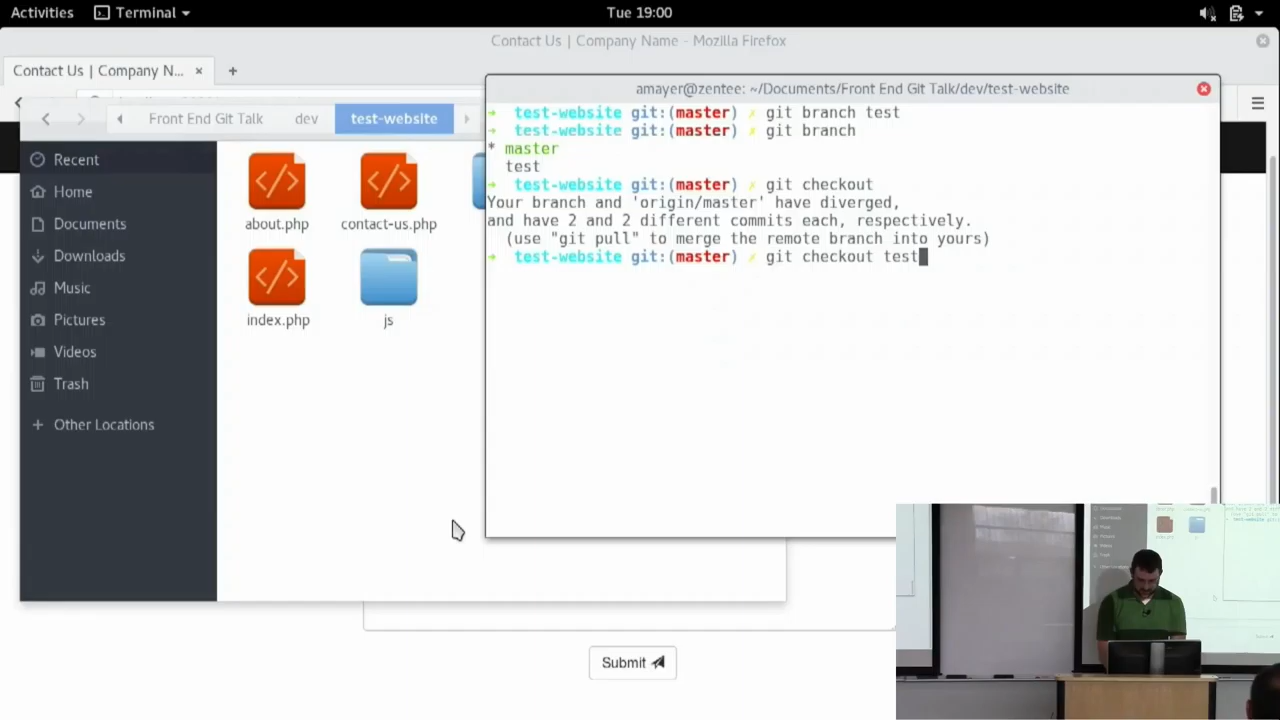 Activities Terminal Tue 19:00
Contact Us | Company Name - Mozilla Firefox
Contact Us | Company N... × +
amayer@zentee: ~/Documents/Front End Git Talk/dev/test-website
Front End Git Talk dev test-website
Recent
Home
Documents
Downloads
Music
Pictures
Videos
Trash
+ Other Locations
about.php contact-us.php
index.php js
→ test-website git:(master) ✗ git branch test
→ test-website git:(master) ✗ git branch
* master
test
→ test-website git:(master) ✗ git checkout
Your branch and 'origin/master' have diverged,
and have 2 and 2 different commits each, respectively.
(use "git pull" to merge the remote branch into yours)
→ test-website git:(master) ✗ git checkout test
Submit